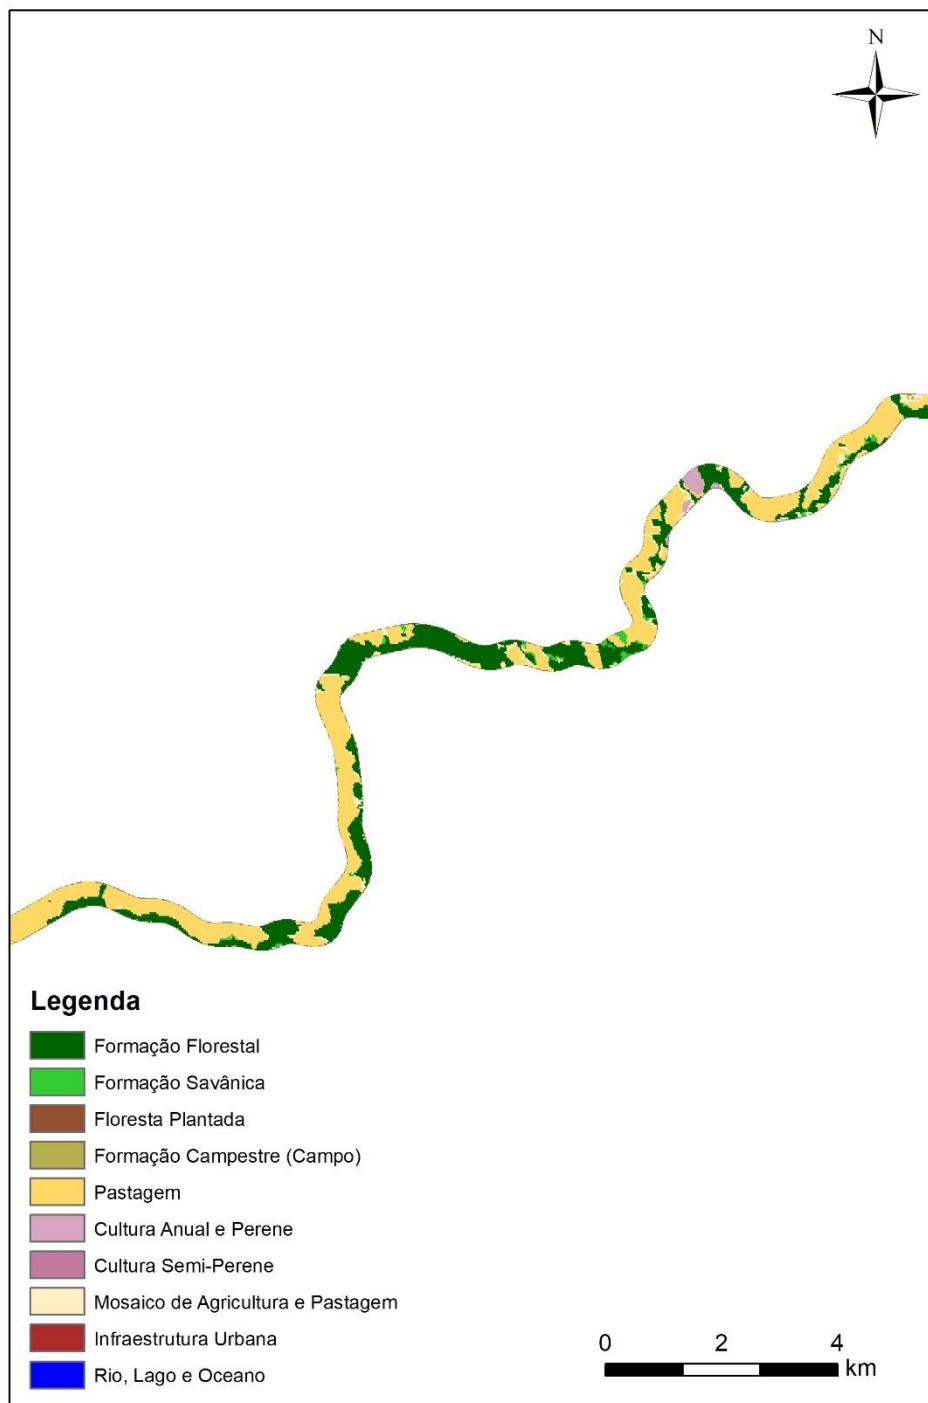 N
Legenda
Formação Florestal
Formação Savânica
Floresta Plantada
Formação Campestre (Campo)
Pastagem
Cultura Anual e Perene
Cultura Semi-Perene
Mosaico de Agricultura e Pastagem
Infraestrutura Urbana
Rio, Lago e Oceano
0 2 4
km